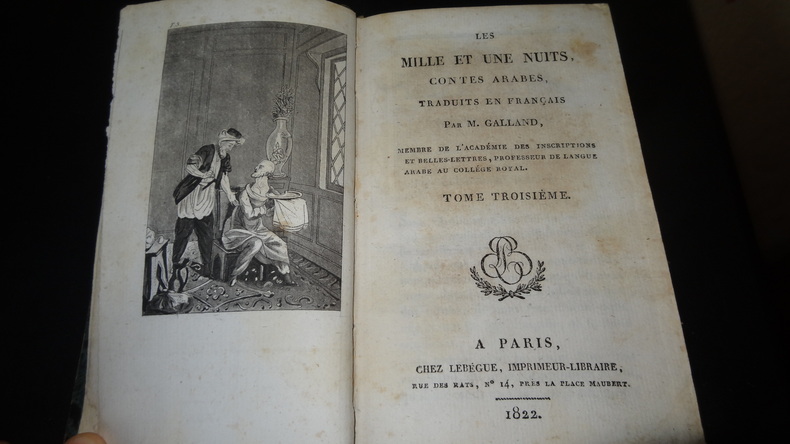 LES
MILLE ET UNE NUITS,
CONTES ARABES,
TRADUITS EN FRANÇAIS
PAR M. GALLAND,
MEMBRE DE L'ACADÉMIE DES INSCRIPTIONS
ET BELLES-LETTRES, PROFESSEUR DE LANGUE
ARABE AU COLLÉGE ROYAL.
TOME TROISIÈME.
A PARIS,
CHEZ LEBÈGUE, IMPRIMEUR-LIBRAIRE,
RUE DES RATS, Nº 14, PRÈS LA PLACE MAUBERT.
1822.